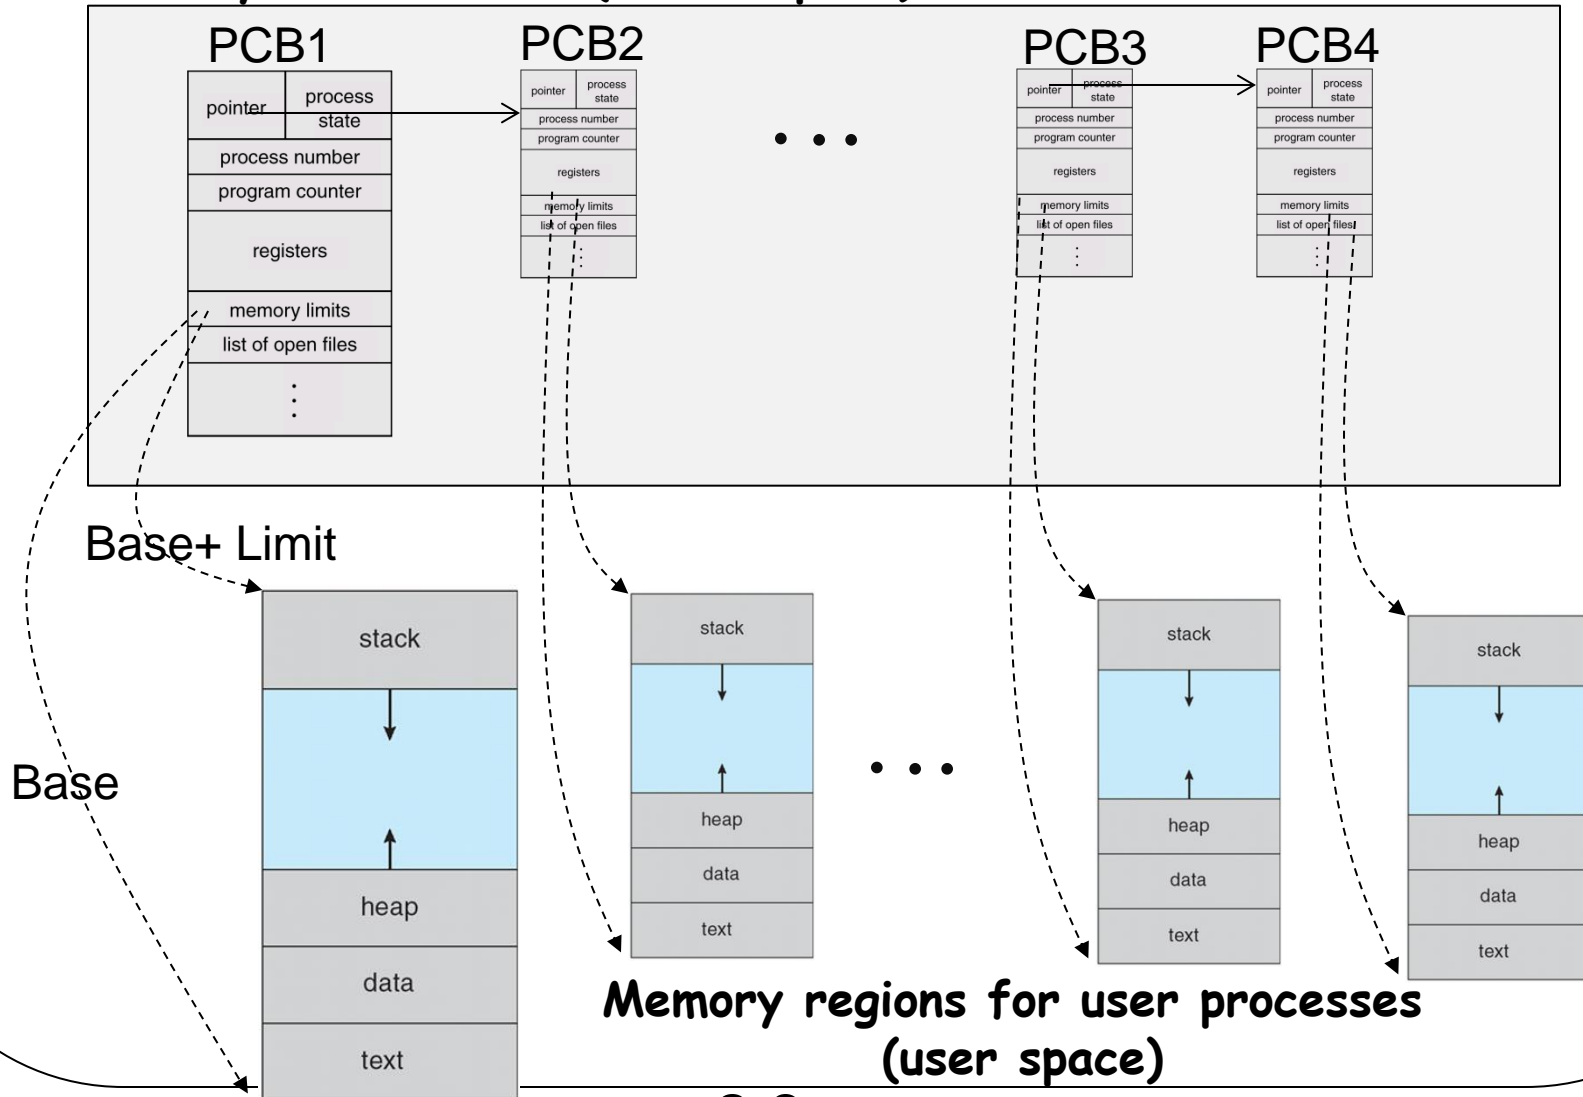 PCB1
pointer
process
state
process number
program counter
registers
memory limits
list of open files
PCB2
pointer
process
state
process number
program counter
registers
memory limits
list of open files
PCB3
pointer
process
state
process number
program counter
registers
memory limits
list of open files
PCB4
pointer
process
state
process number
program counter
registers
memory limits
list of open files
Base+ Limit
Base
stack
heap
data
text
stack
heap
data
text
stack
heap
data
text
stack
heap
data
text
Memory regions for user processes
(user space)